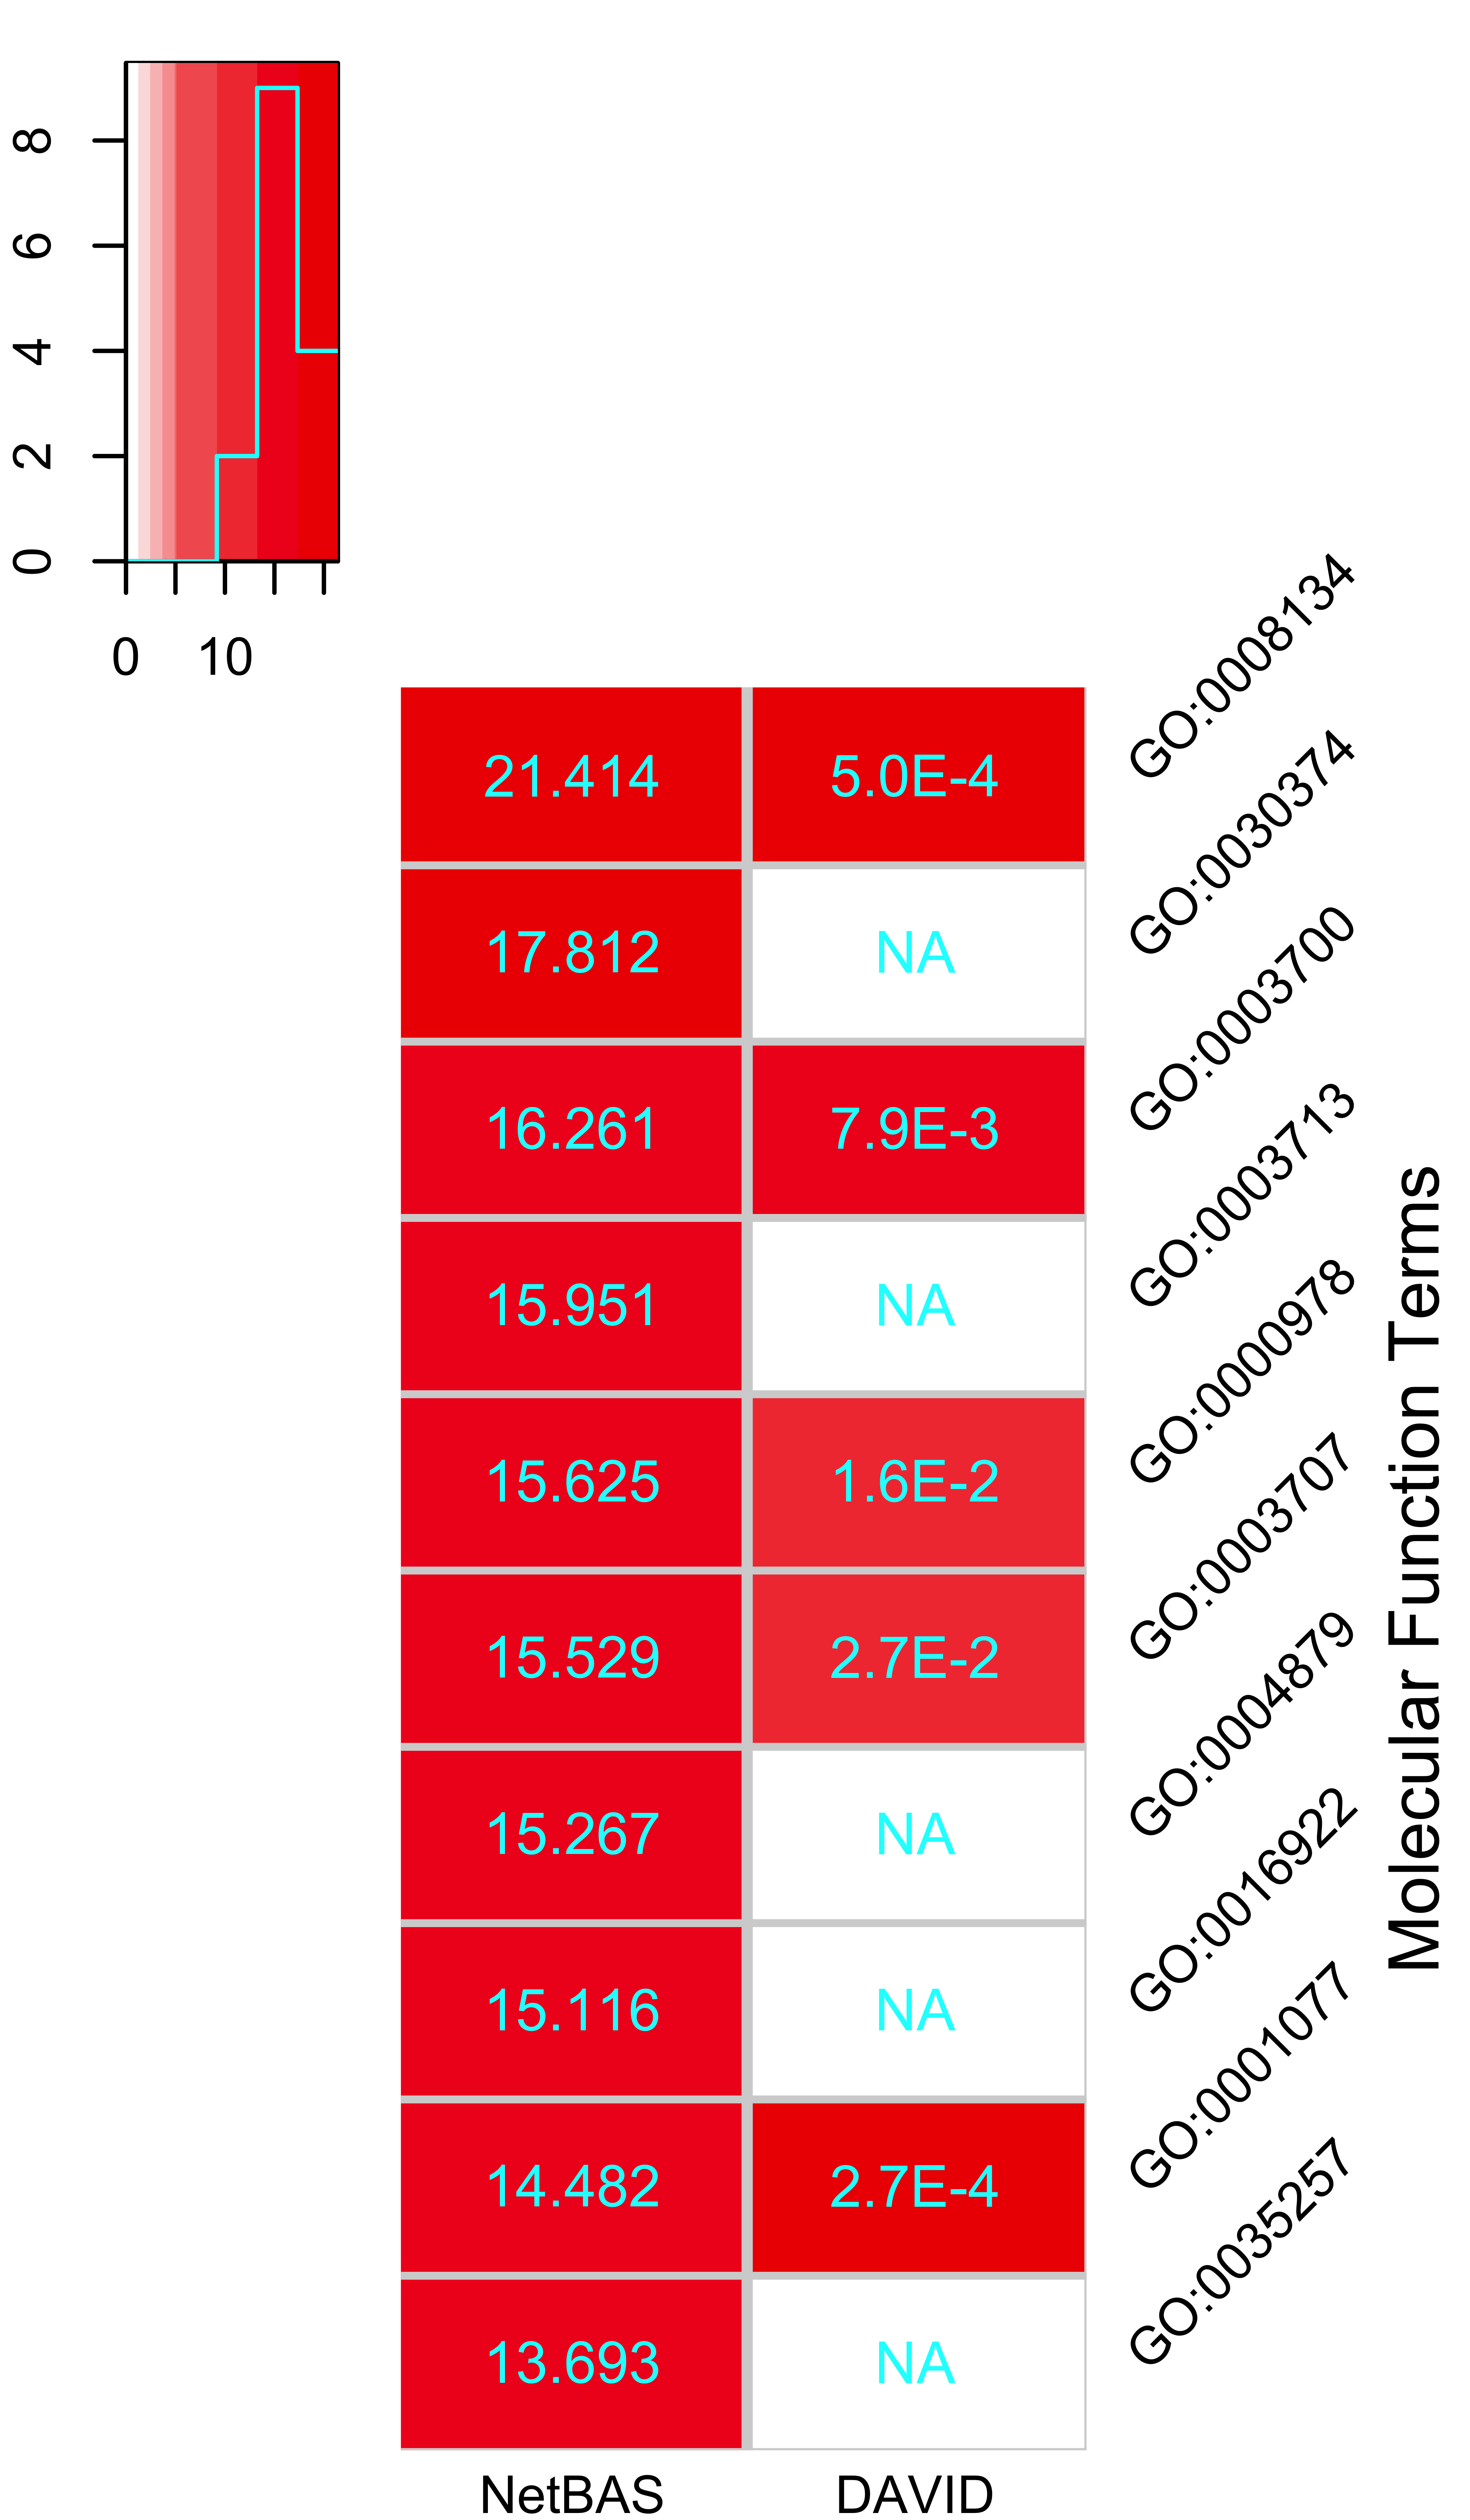 8
6
4
2
0
0 10
GO:0008134
21.414 5.0E-4
GO:0030374
17.812 NA
GO:0003700
16.261 7.9E-3
GO:0003713
15.951 NA
GO:0000978
15.625 1.6E-2
GO:0003707
15.529 2.7E-2
GO:0004879
15.267 NA
GO:0016922
15.116 NA
GO:0001077
14.482 2.7E-4
GO:0035257
13.693 NA
NetBAS DAVID
Molecular Function Terms